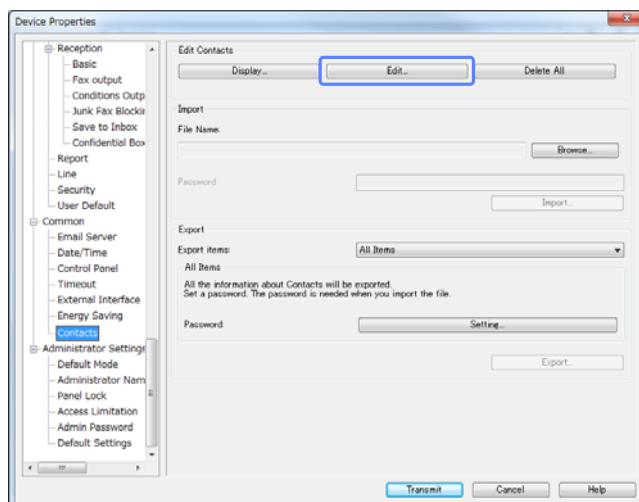 Device Properties
Reception
Basic
Fax output
Conditions Outp
Junk Fax Blockin
Save to Inbox
Confidential Box
Report
Line
Security
User Default
Common
Email Server
Date/Time
Control Panel
Timeout
External Interface
Energy Saving
Contacts
Administrator Settings
Default Mode
Administrator Nam
Panel Lock
Access Limitation
Admin Password
Default Settings
Edit Contacts
Display...
Edit...
Delete All
Import
File Name:
Browse...
Password
Import...
Export
Export items:
All Items
All Items
All the information about Contacts will be exported.
Set a password. The password is needed when you import the file.
Password
Setting...
Export...
Transmit
Cancel
Help